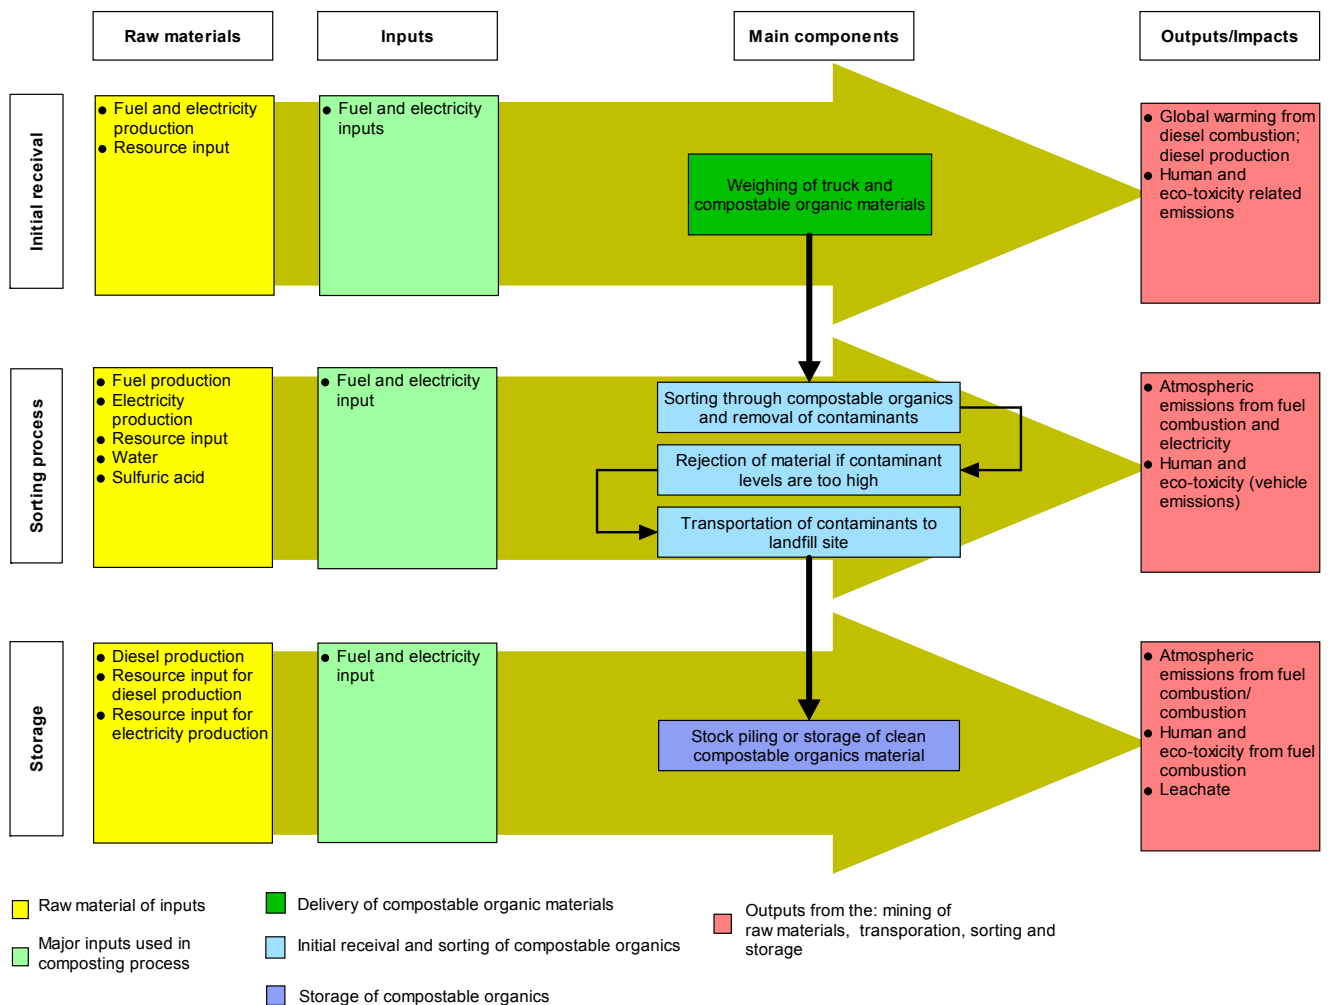 Raw materials
Inputs
Main components
Outputs/Impacts
Initial receival
● Fuel and electricity
production
● Resource input
● Fuel and electricity
inputs
Weighing of truck and
compostable organic materials
● Global warming from
diesel combustion;
diesel production
● Human and
eco-toxicity related
emissions
Sorting process
● Fuel production
● Electricity
production
● Resource input
● Water
● Sulfuric acid
● Fuel and electricity
input
Sorting through compostable organics
and removal of contaminants
Rejection of material if contaminant
levels are too high
Transportation of contaminants to
landfill site
● Atmospheric
emissions from fuel
combustion and
electricity
● Human and
eco-toxicity (vehicle
emissions)
Storage
● Diesel production
● Resource input for
diesel production
● Resource input for
electricity production
● Fuel and electricity
input
Stock piling or storage of clean
compostable organics material
● Atmospheric
emissions from fuel
combustion/
combustion
● Human and
eco-toxicity from fuel
combustion
● Leachate
Raw material of inputs
Major inputs used in
composting process
Delivery of compostable organic materials
Initial receival and sorting of compostable organics
Storage of compostable organics
Outputs from the: mining of
raw materials, transporation, sorting and
storage